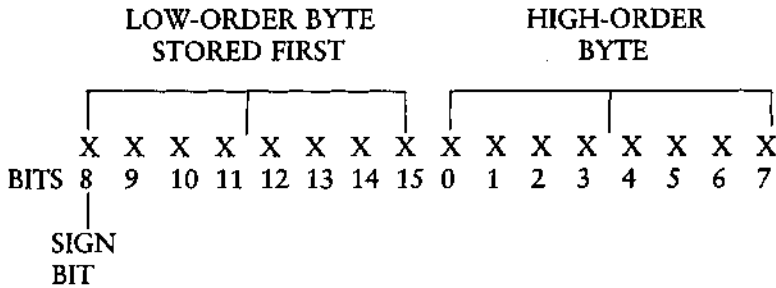 LOW-ORDER BYTE HIGH-ORDER
STORED FIRST BYTE
X X X X X X X X X X X X X X X X
BITS 8 9 10 11 12 13 14 15 0 1 2 3 4 5 6 7
SIGN
BIT